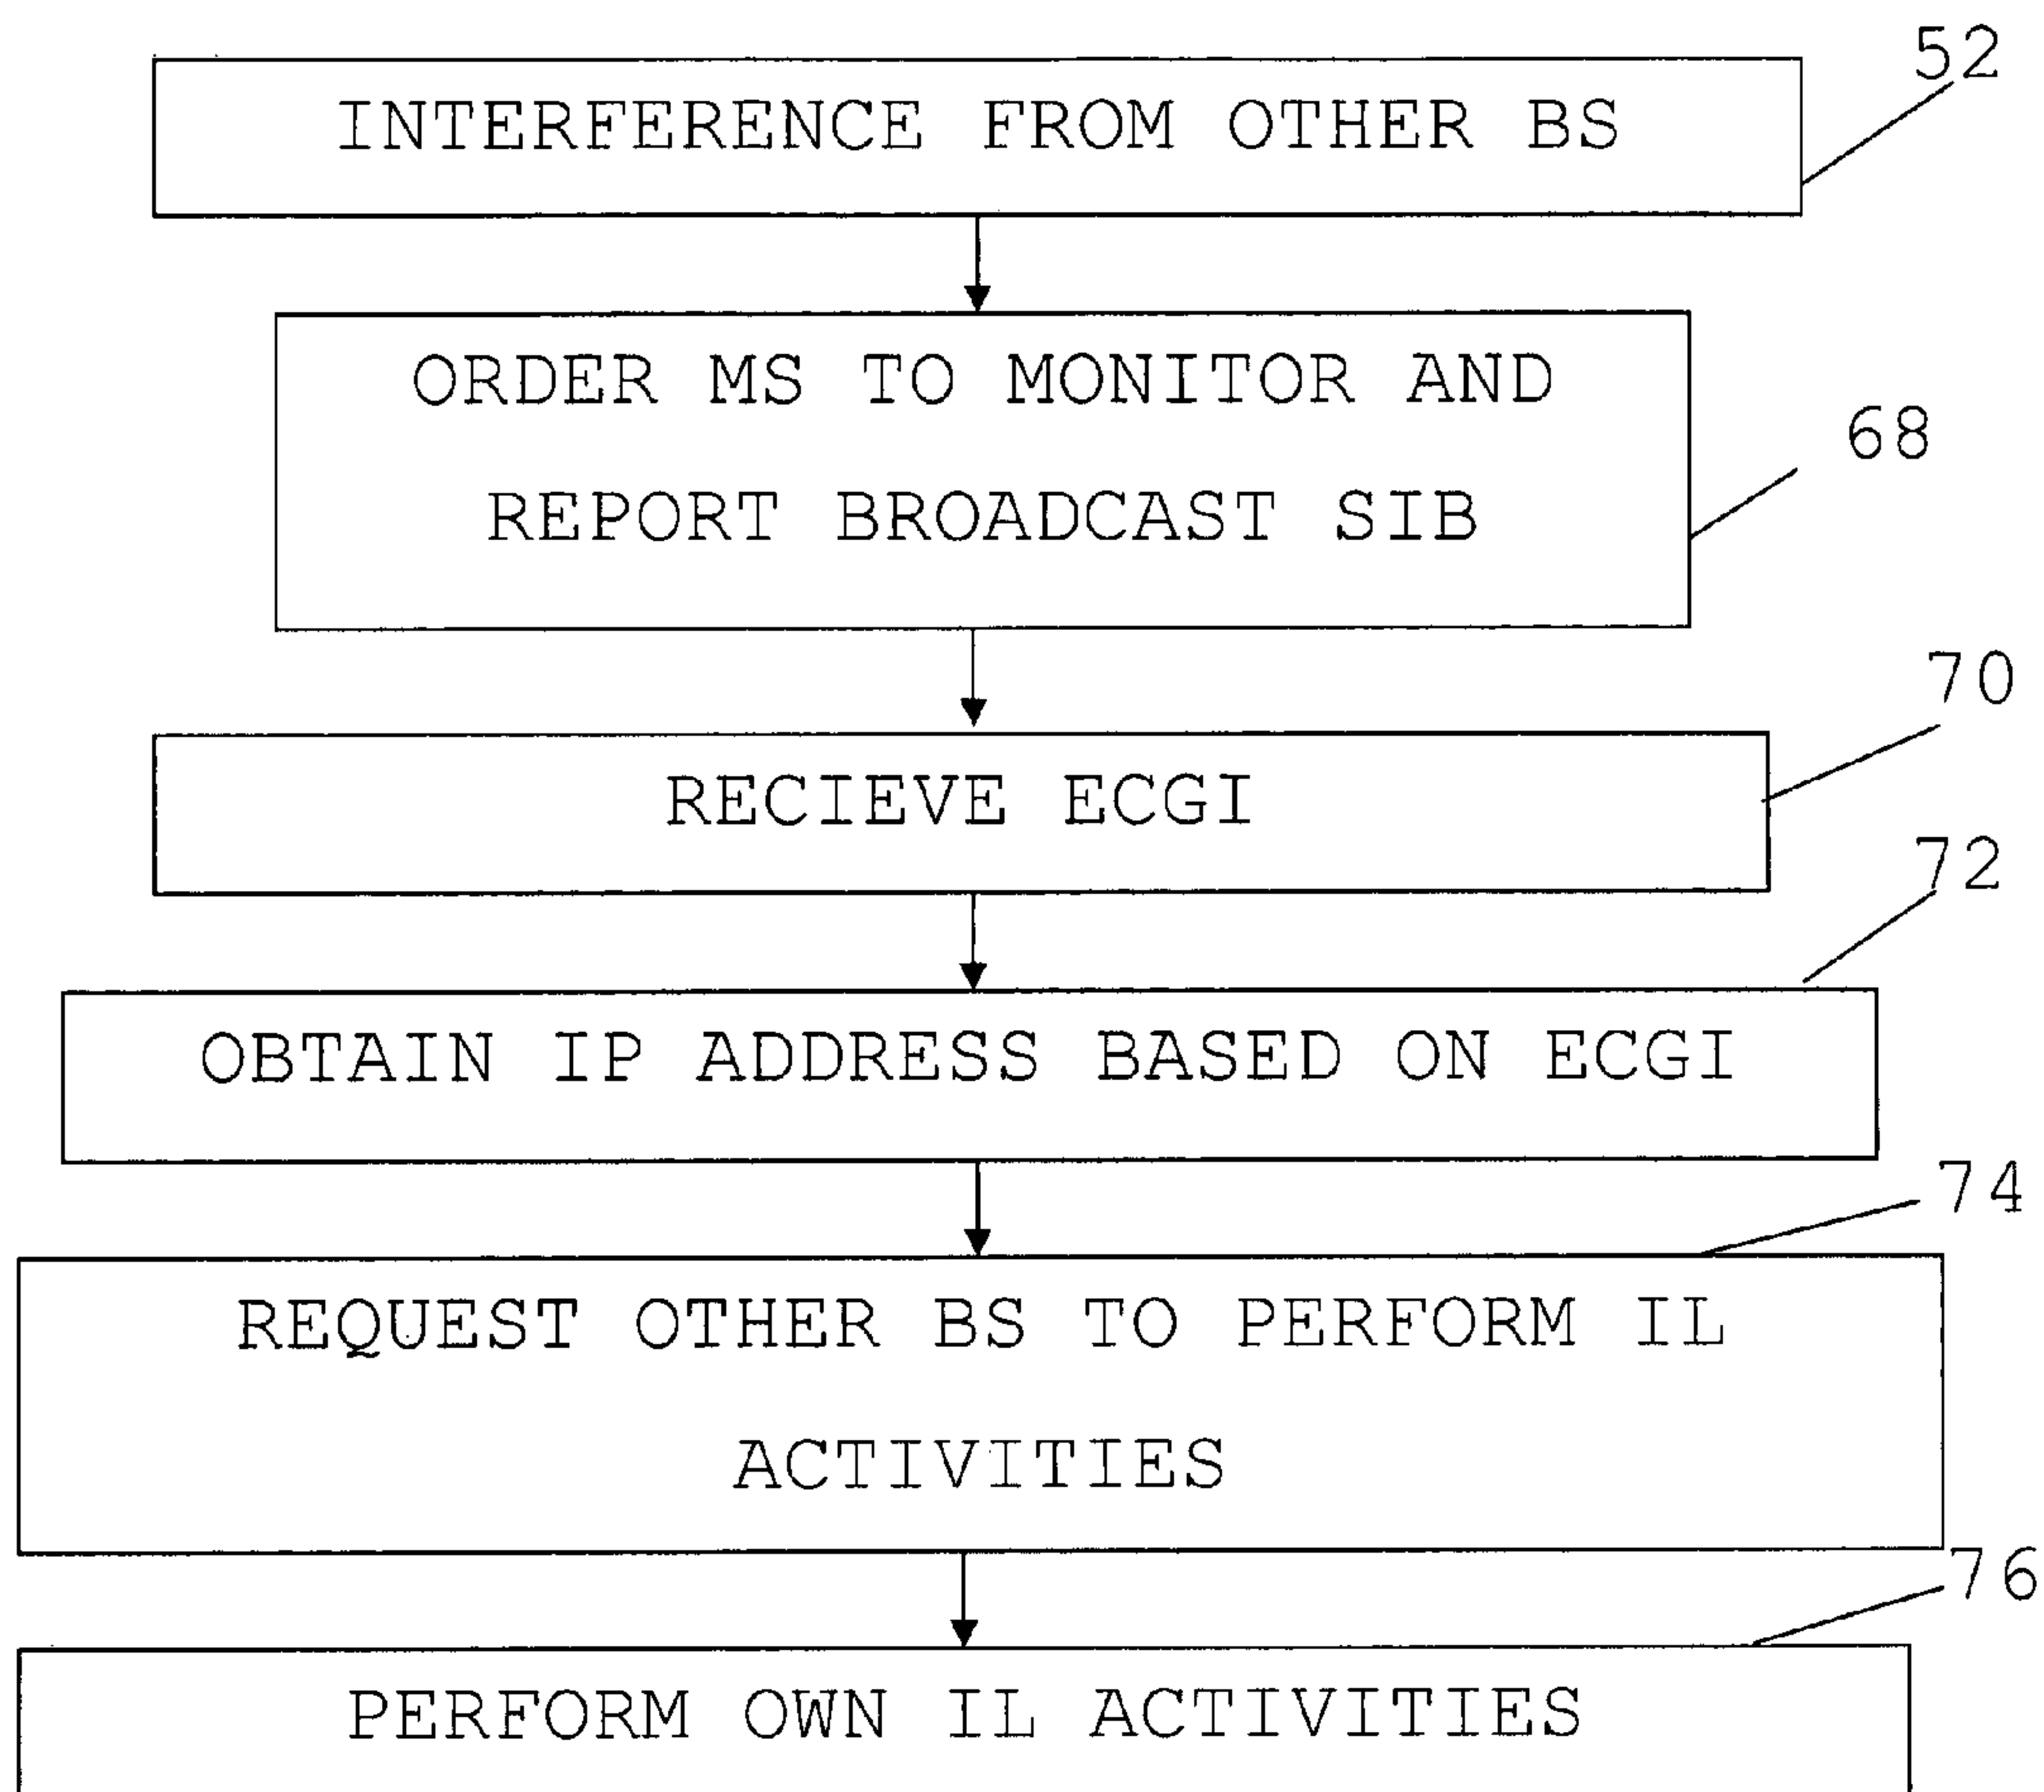 52
INTERFERENCE FROM OTHER BS
ORDER MS TO MONITOR AND
68
REPORT BROADCAST SIB
70
RECIEVE ECGI
72
OBTAIN IP ADDRESS BASED ON ECGI
74
REQUEST OTHER BS TO PERFORM IL
ACTIVITIES
76
PERFORM OWN IL ACTIVITIES